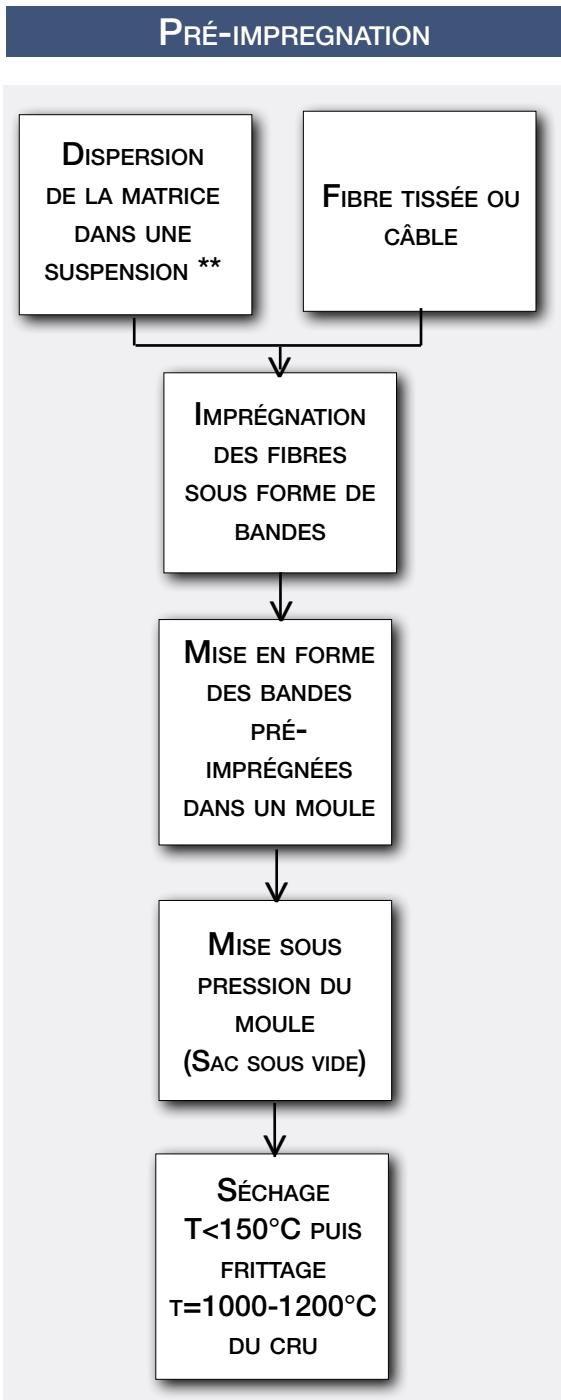 PRÉ-IMPREGNATION
DISPERSION
DE LA MATRICE
DANS UNE
SUSPENSION **
FIBRE TISSÉE OU
CÂBLE
IMPRÉGNATION
DES FIBRES
SOUS FORME DE
BANDES
MISE EN FORME
DES BANDES
PRÉ-
IMPRÉGNÉES
DANS UN MOULE
MISE SOUS
PRESSION DU
MOULE
(SAC SOUS VIDE)
SÉCHAGE
T<150°C PUIS
FRITTAGE
T=1000-1200°C
DU CRU